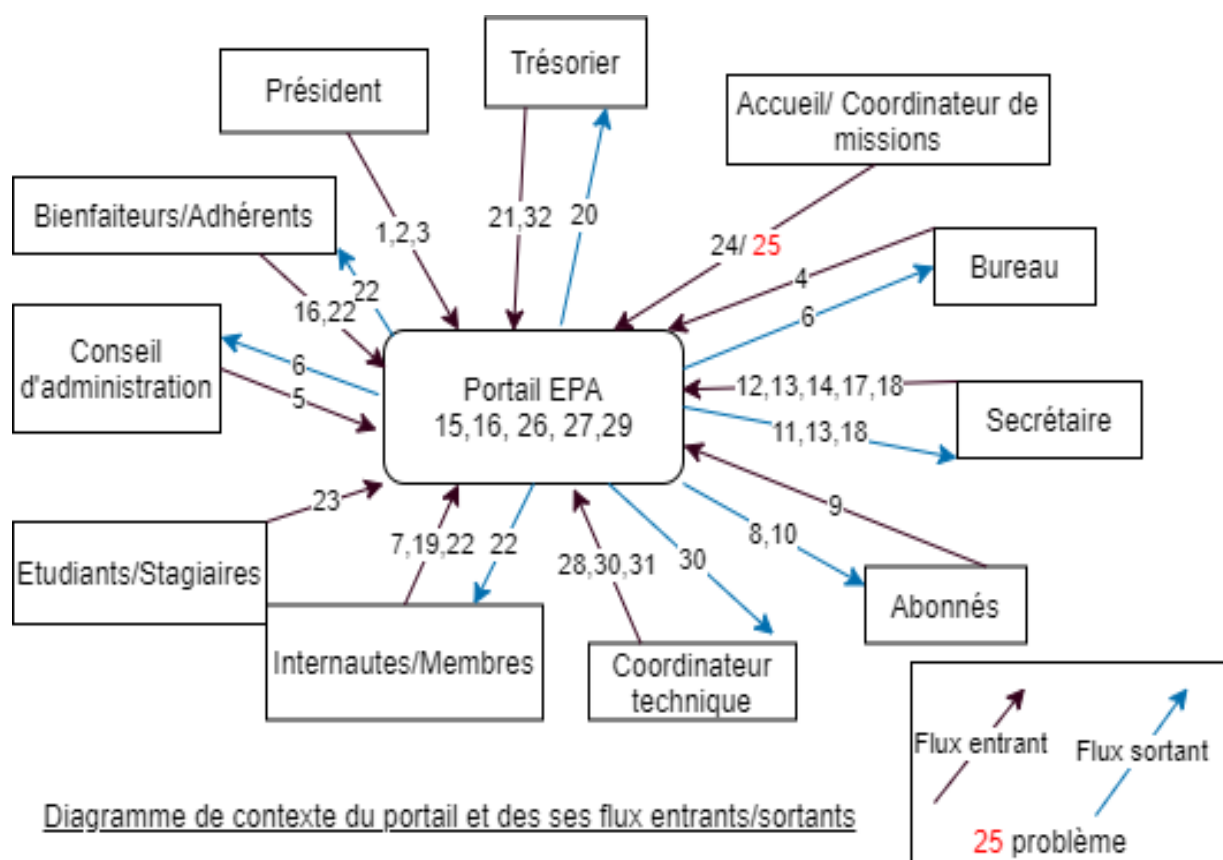 Trésorier
Président
Accueil/ Coordinateur de
missions
Bienfaiteurs/Adhérents
1,2,3
21,32
20
24/ 25
4
Bureau
22
16,22
6
Conseil
d'administration
6
5
Portail EPA
15,16, 26, 27,29
12,13,14,17,18
11,13,18
Secrétaire
23
9
8,10
7,19,22
22
28,30,31
30
Etudiants/Stagiaires
Abonnés
Internautes/Membres
Coordinateur
technique
Flux entrant
Flux sortant
25 problème
Diagramme de contexte du portail et des ses flux entrants/sortants